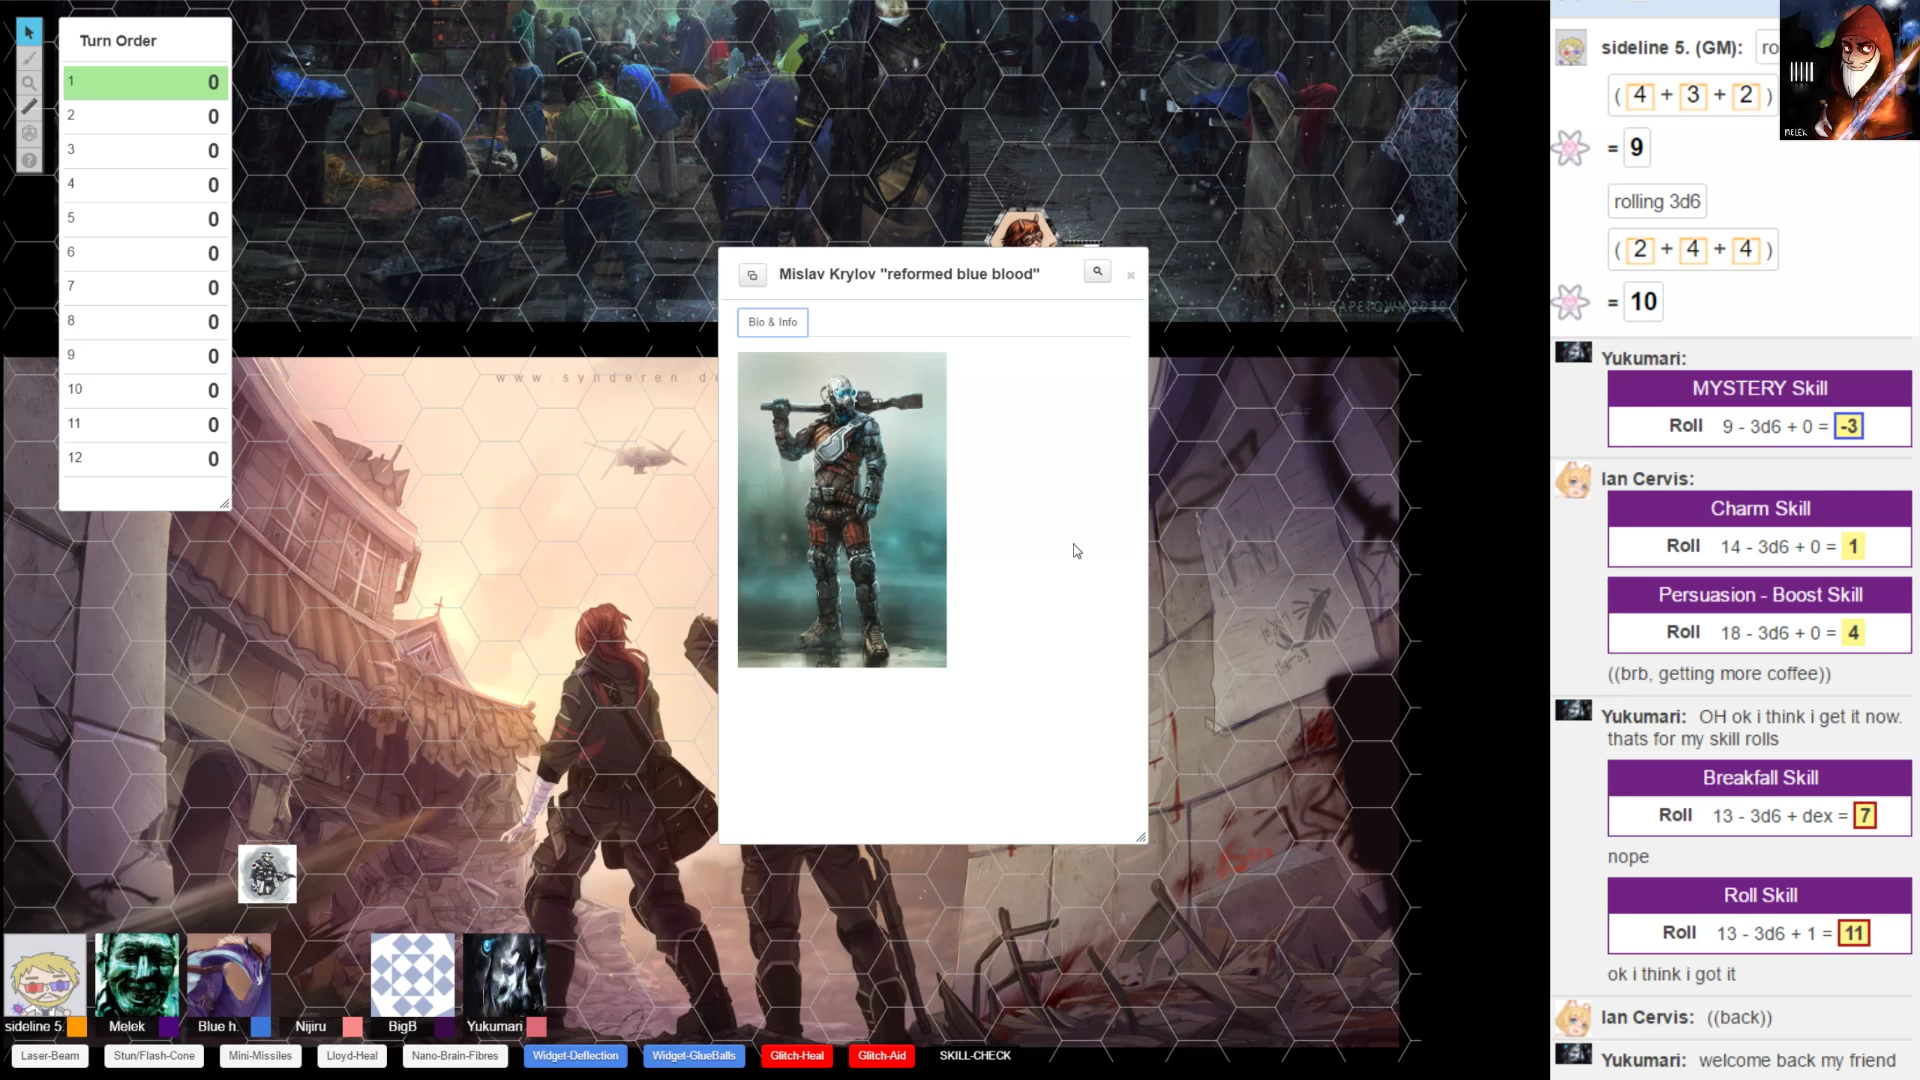 Turn Order
1 0
2 0
3 0
4 0
5 0
6 0
7 0
8 0
9 0
10 0
11 0
12 0
www.synderen.de
CAPETOWN 2030
Mislav Krylov "reformed blue blood"
Bio & Info
sideline 5
Melek
Blue h
Nijiru
BigB
Yukumari
Laser-Beam
Stun/Flash-Cone
Mini-Missiles
Lloyd-Heal
Nano-Brain-Fibres
Widget-Deflection
Widget-GlueBalls
Glitch-Heal
Glitch-Aid
SKILL-CHECK
sideline 5. (GM): ro
( 4 + 3 + 2 )
= 9
rolling 3d6
( 2 + 4 + 4 )
= 10
MELEK
Yukumari:
MYSTERY Skill
Roll 9 - 3d6 + 0 = -3
Ian Cervis:
Charm Skill
Roll 14 - 3d6 + 0 = 1
Persuasion - Boost Skill
Roll 18 - 3d6 + 0 = 4
((brb, getting more coffee))
Yukumari: OH ok i think i get it now.
thats for my skill rolls
Breakfall Skill
Roll 13 - 3d6 + dex = 7
nope
Roll Skill
Roll 13 - 3d6 + 1 = 11
ok i think i got it
Ian Cervis: ((back))
Yukumari: welcome back my friend